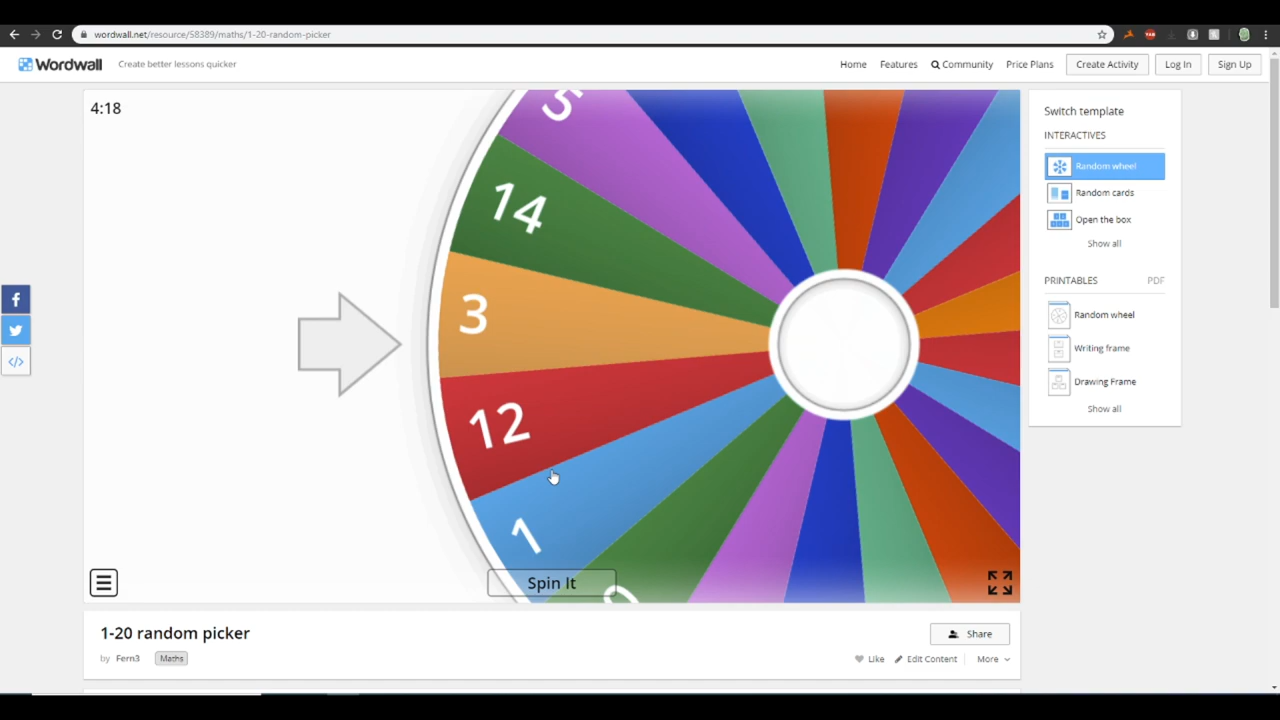 wordwall.net/resource/58389/maths/1-20-random-picker
Wordwall
Create better lessons quicker
Home
Features
Community
Price Plans
Create Activity
Log In
Sign Up
4:18
5
14
3
12
1
Spin It
Switch template
INTERACTIVES
Random wheel
Random cards
Open the box
Show all
PRINTABLES PDF
Random wheel
Writing frame
Drawing Frame
Show all
1-20 random picker
Share
by Fern3 Maths
Like Edit Content More